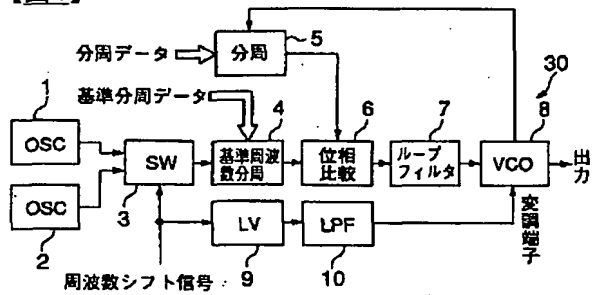 分周データ
分周
5
基準分周データ
30
1
4
6
7
8
OSC
SW
基準周波
数分周
位相
比較
ループ
フィルタ
VCO
出力
OSC
3
変調端子
LV
LPF
2
9
10
周波数シフト信号